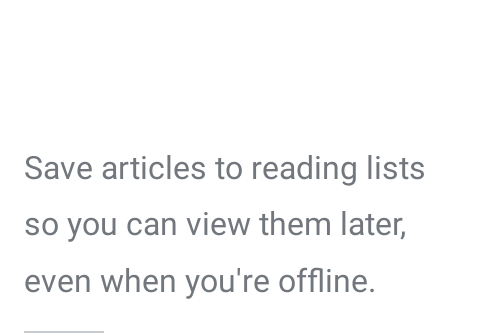 Save articles to reading lists
so you can view them later,
even when you're offline.